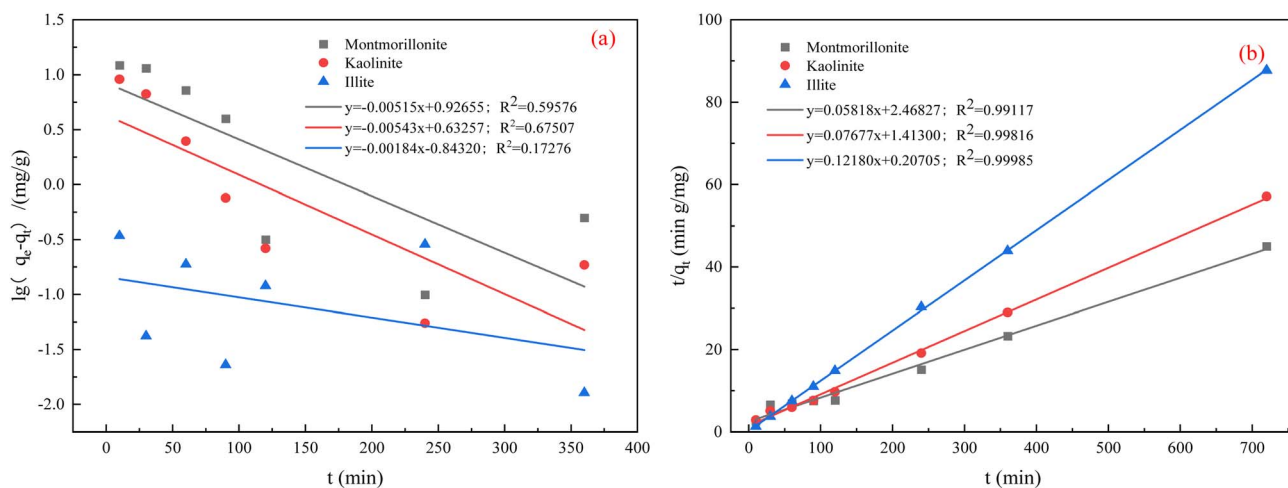 (a)
Montmorillonite
Kaolinite
Illite
y=-0.00515x+0.92655; R²=0.59576
y=-0.00543x+0.63257; R²=0.67507
y=-0.00184x-0.84320; R²=0.17276
lg( qe-qt) /(mg/g)
1.5
1.0
0.5
0.0
-0.5
-1.0
-1.5
-2.0
0 50 100 150 200 250 300 350 400
t (min)
(b)
Montmorillonite
Kaolinite
Illite
y=0.05818x+2.46827; R²=0.99117
y=0.07677x+1.41300; R²=0.99816
y=0.12180x+0.20705; R²=0.99985
t/qt (min g/mg)
100
80
60
40
20
0
0 100 200 300 400 500 600 700
t (min)